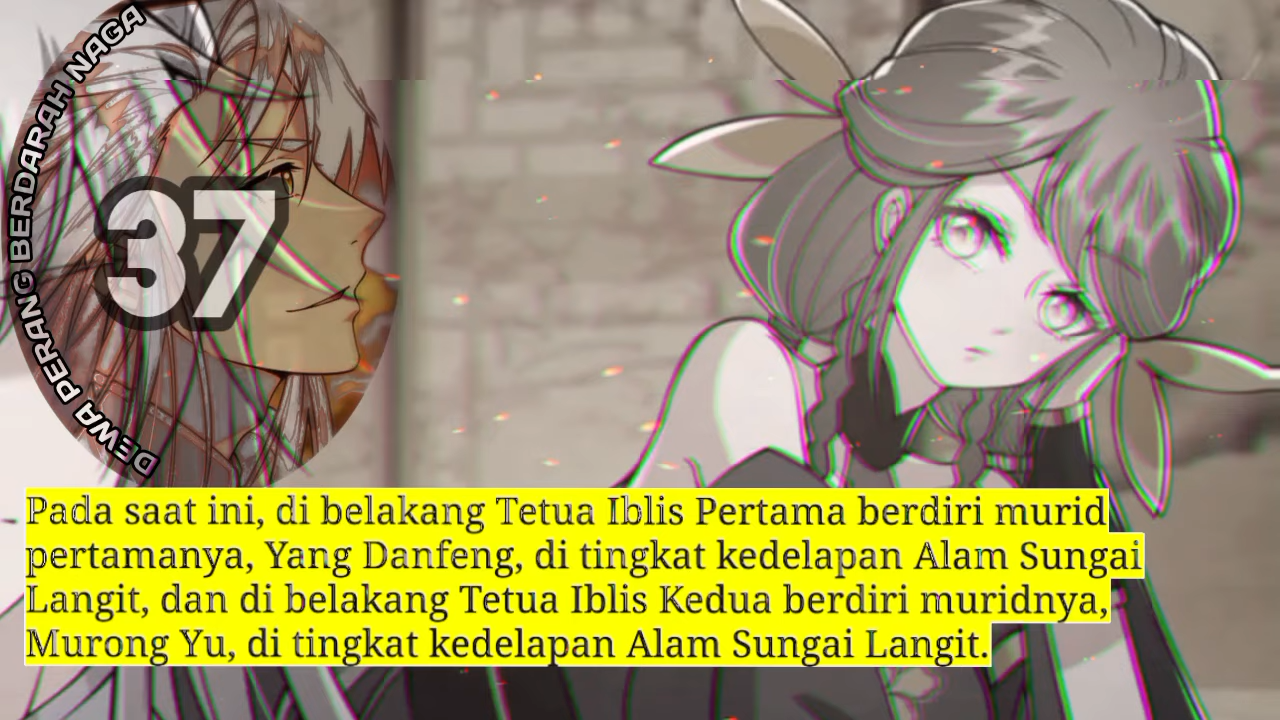 DEWA PERANG BERDARAH NAGA
37
Pada saat ini, di belakang Tetua Iblis Pertama berdiri murid
pertamanya, Yang Danfeng, di tingkat kedelapan Alam Sungai
Langit, dan di belakang Tetua Iblis Kedua berdiri muridnya,
Murong Yu, di tingkat kedelapan Alam Sungai Langit.